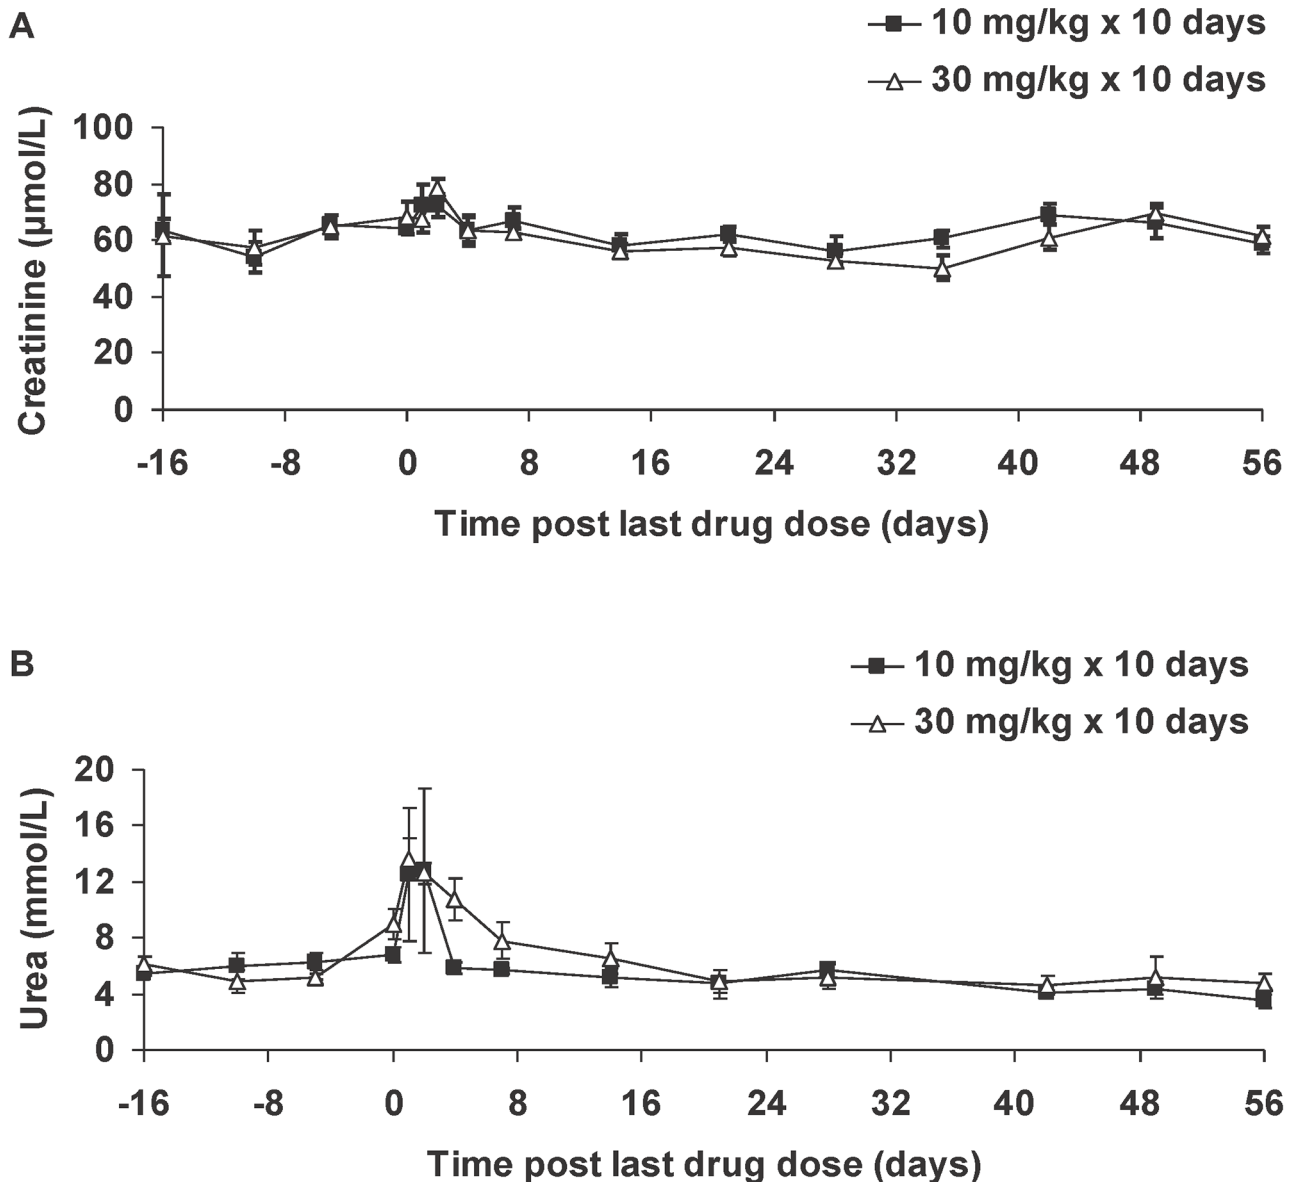 A
10 mg/kg x 10 days
30 mg/kg x 10 days
Creatinine (µmol/L)
100
80
60
40
20
0
-16 -8 0 8 16 24 32 40 48 56
Time post last drug dose (days)
B
10 mg/kg x 10 days
30 mg/kg x 10 days
Urea (mmol/L)
20
16
12
8
4
0
-16 -8 0 8 16 24 32 40 48 56
Time post last drug dose (days)